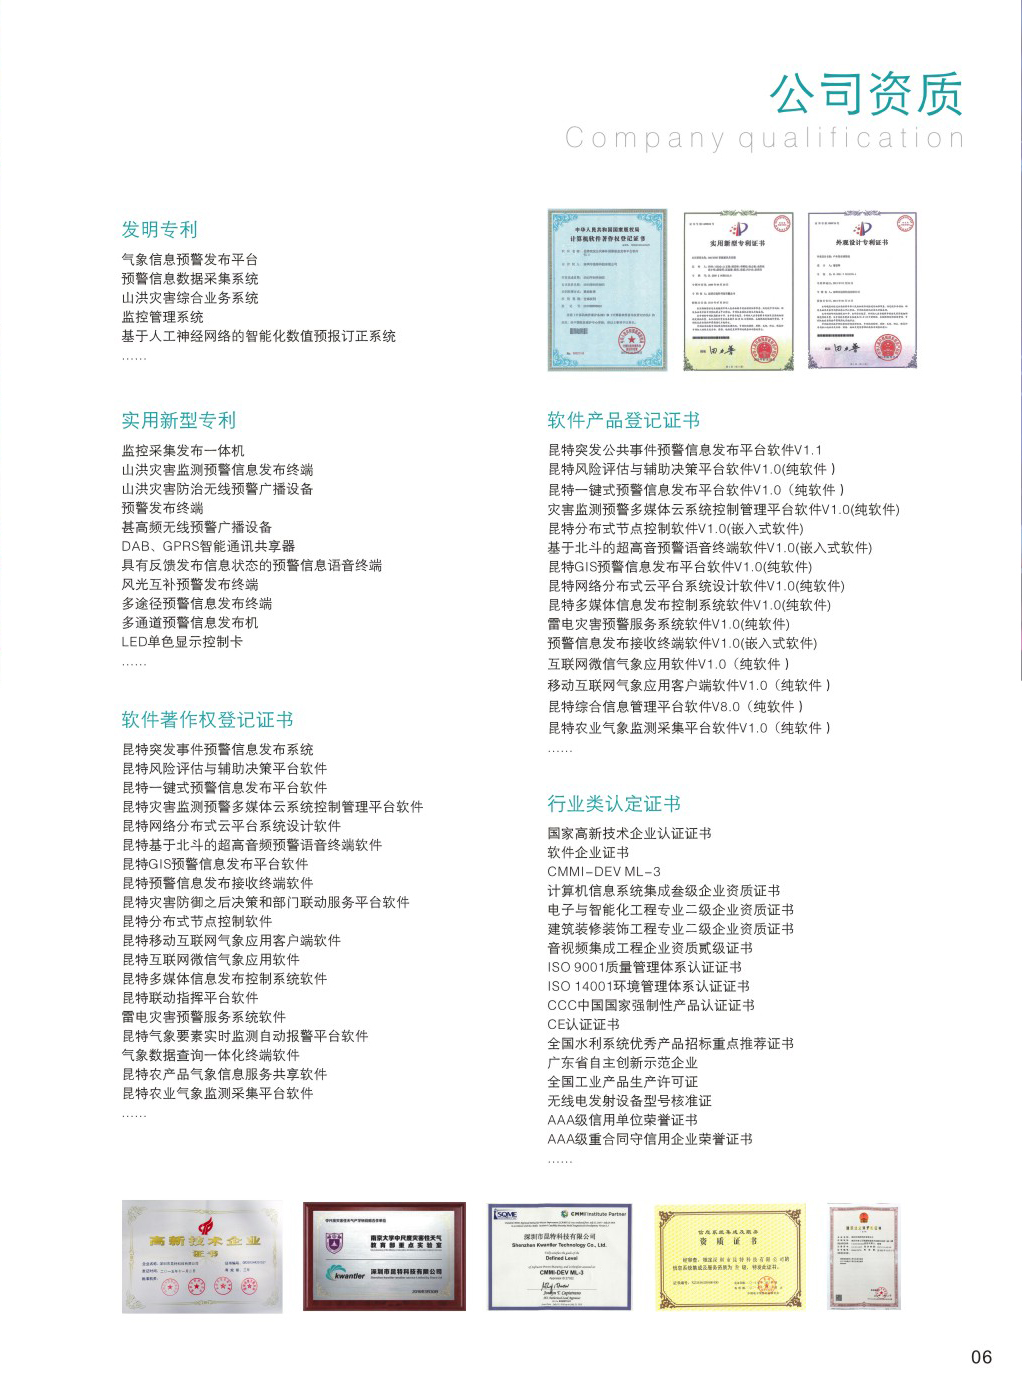 公司资质
Company qualification
发明专利
气象信息预警发布平台
预警信息数据采集系统
山洪灾害综合业务系统
监控管理系统
基于人工神经网络的智能化数值预报订正系统
......
实用新型专利
监控采集发布一体机
山洪灾害监测预警信息发布终端
山洪灾害防治无线预警广播设备
预警发布终端
甚高频无线预警广播设备
DAB、GPRS智能通讯共享器
具有反馈发布信息状态的预警信息语音终端
风光互补预警发布终端
多途径预警信息发布终端
多通道预警信息发布机
LED单色显示控制卡
......
软件著作权登记证书
昆特突发事件预警信息发布系统
昆特风险评估与辅助决策平台软件
昆特一键式预警信息发布平台软件
昆特灾害监测预警多媒体云系统控制管理平台软件
昆特网络分布式云平台系统设计软件
昆特基于北斗的超高音频预警语音终端软件
昆特GIS预警信息发布平台软件
昆特预警信息发布接收终端软件
昆特灾害防御之后决策和部门联动服务平台软件
昆特分布式节点控制软件
昆特移动互联网气象应用客户端软件
昆特互联网微信气象应用软件
昆特多媒体信息发布控制系统软件
昆特联动指挥平台软件
雷电灾害预警服务系统软件
昆特气象要素实时监测自动报警平台软件
气象数据查询一体化终端软件
昆特农产品气象信息服务共享软件
昆特农业气象监测采集平台软件
......
中华人民共和国国家版权局
计算机软件著作权登记证书
实用新型专利证书
外观设计专利证书
软件产品登记证书
昆特突发公共事件预警信息发布平台软件V1.1
昆特风险评估与辅助决策平台软件V1.0(纯软件）
昆特一键式预警信息发布平台软件V1.0（纯软件）
灾害监测预警多媒体云系统控制管理平台软件V1.0(纯软件)
昆特分布式节点控制软件V1.0(嵌入式软件)
基于北斗的超高音预警语音终端软件V1.0(嵌入式软件)
昆特GIS预警信息发布平台软件V1.0(纯软件)
昆特网络分布式云平台系统设计软件V1.0(纯软件)
昆特多媒体信息发布控制系统软件V1.0(纯软件)
雷电灾害预警服务系统软件V1.0(纯软件)
预警信息发布接收终端软件V1.0(嵌入式软件)
互联网微信气象应用软件V1.0（纯软件）
移动互联网气象应用客户端软件V1.0（纯软件）
昆特综合信息管理平台软件V8.0（纯软件）
昆特农业气象监测采集平台软件V1.0（纯软件）
......
行业类认定证书
国家高新技术企业认证证书
软件企业证书
CMMI-DEV ML-3
计算机信息系统集成叁级企业资质证书
电子与智能化工程专业二级企业资质证书
建筑装修装饰工程专业二级企业资质证书
音视频集成工程企业资质贰级证书
ISO 9001质量管理体系认证证书
ISO 14001环境管理体系认证证书
CCC中国国家强制性产品认证证书
CE认证证书
全国水利系统优秀产品招标重点推荐证书
广东省自主创新示范企业
全国工业产品生产许可证
无线电发射设备型号核准证
AAA级信用单位荣誉证书
AAA级重合同守信用企业荣誉证书
......
高新技术企业
证书
南京大学中尺度灾害性天气
教育部重点实验室
Kwantler
深圳市昆特科技有限公司
ISQME
CMMI Institute Partner
深圳市昆特科技有限公司
Shenzhen Kwentler Technology Co., Ltd.
Defined Level
CMMI-DEV ML-3
信息系统集成及服务
资质证书
06